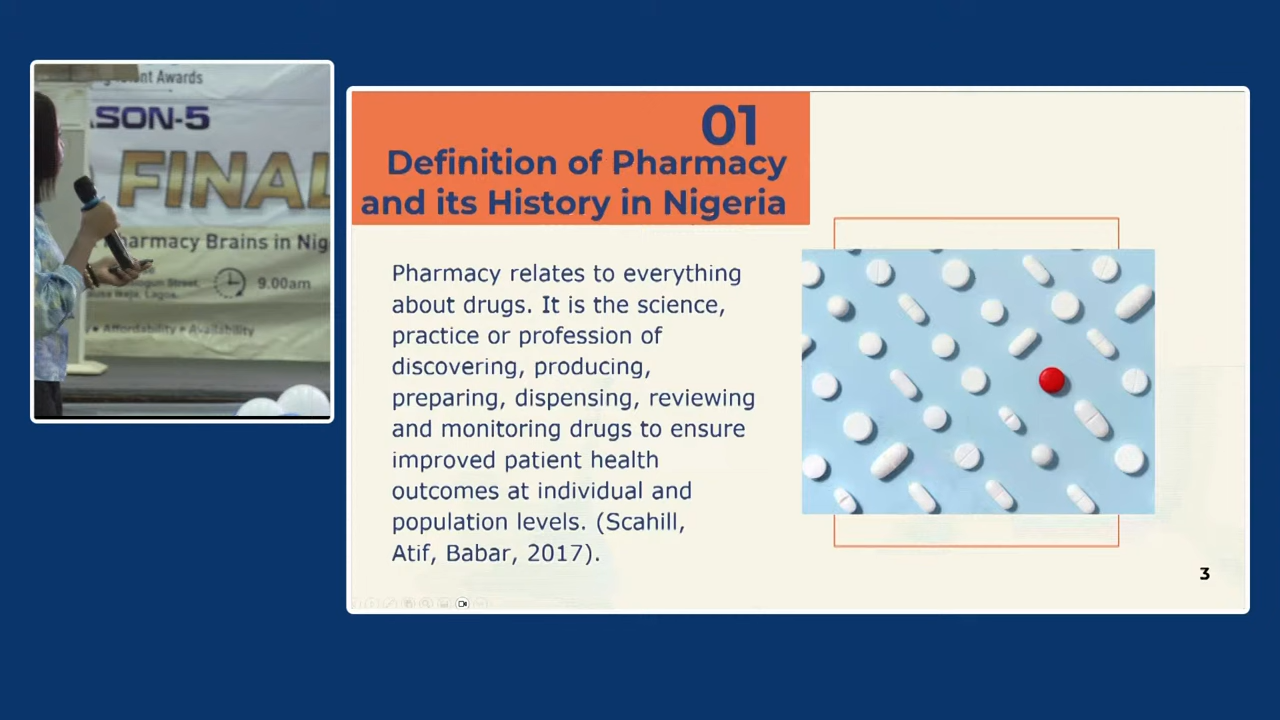 nt Awards
SON-5
FINAL
armacy Brains in Nig
9.00am
Affordability • Availability
01
Definition of Pharmacy
and its History in Nigeria
Pharmacy relates to everything
about drugs. It is the science,
practice or profession of
discovering, producing,
preparing, dispensing, reviewing
and monitoring drugs to ensure
improved patient health
outcomes at individual and
population levels. (Scahill,
Atif, Babar, 2017).
3